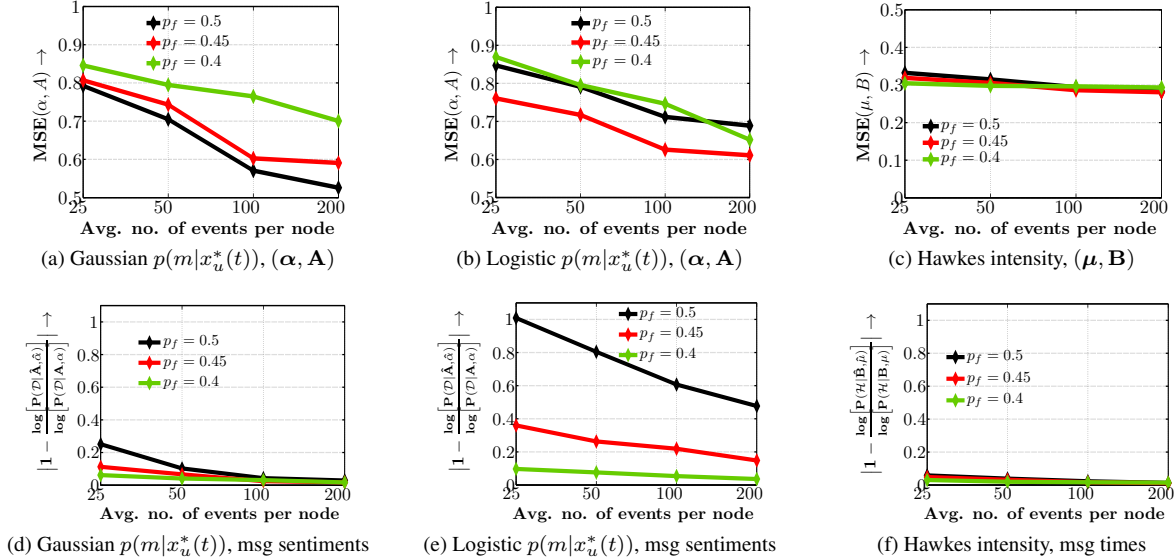 1
0.9
0.8
0.7
0.6
0.5
25
50
100
200
MSE(α, A) →
p_f = 0.5
p_f = 0.45
p_f = 0.4
Avg. no. of events per node
(a) Gaussian p(m|x_u^*(t)), (α, A)
1
0.9
0.8
0.7
0.6
0.5
25
50
100
200
MSE(α, A) →
p_f = 0.5
p_f = 0.45
p_f = 0.4
Avg. no. of events per node
(b) Logistic p(m|x_u^*(t)), (α, A)
0.5
0.4
0.3
0.2
0.1
0
25
50
100
200
MSE(μ, B) →
p_f = 0.5
p_f = 0.45
p_f = 0.4
Avg. no. of events per node
(c) Hawkes intensity, (μ, B)
1
0.8
0.6
0.4
0.2
0
25
50
100
200
|1 − log[P(D|Â,α̂)] / log[P(D|A,α)]| →
p_f = 0.5
p_f = 0.45
p_f = 0.4
Avg. no. of events per node
(d) Gaussian p(m|x_u^*(t)), msg sentiments
1
0.8
0.6
0.4
0.2
0
25
50
100
200
|1 − log[P(D|Â,α̂)] / log[P(D|A,α)]| →
p_f = 0.5
p_f = 0.45
p_f = 0.4
Avg. no. of events per node
(e) Logistic p(m|x_u^*(t)), msg sentiments
1
0.8
0.6
0.4
0.2
0
25
50
100
200
|1 − log[P(H|B̂,μ̂)] / log[P(H|B,μ)]| →
p_f = 0.5
p_f = 0.45
p_f = 0.4
Avg. no. of events per node
(f) Hawkes intensity, msg times